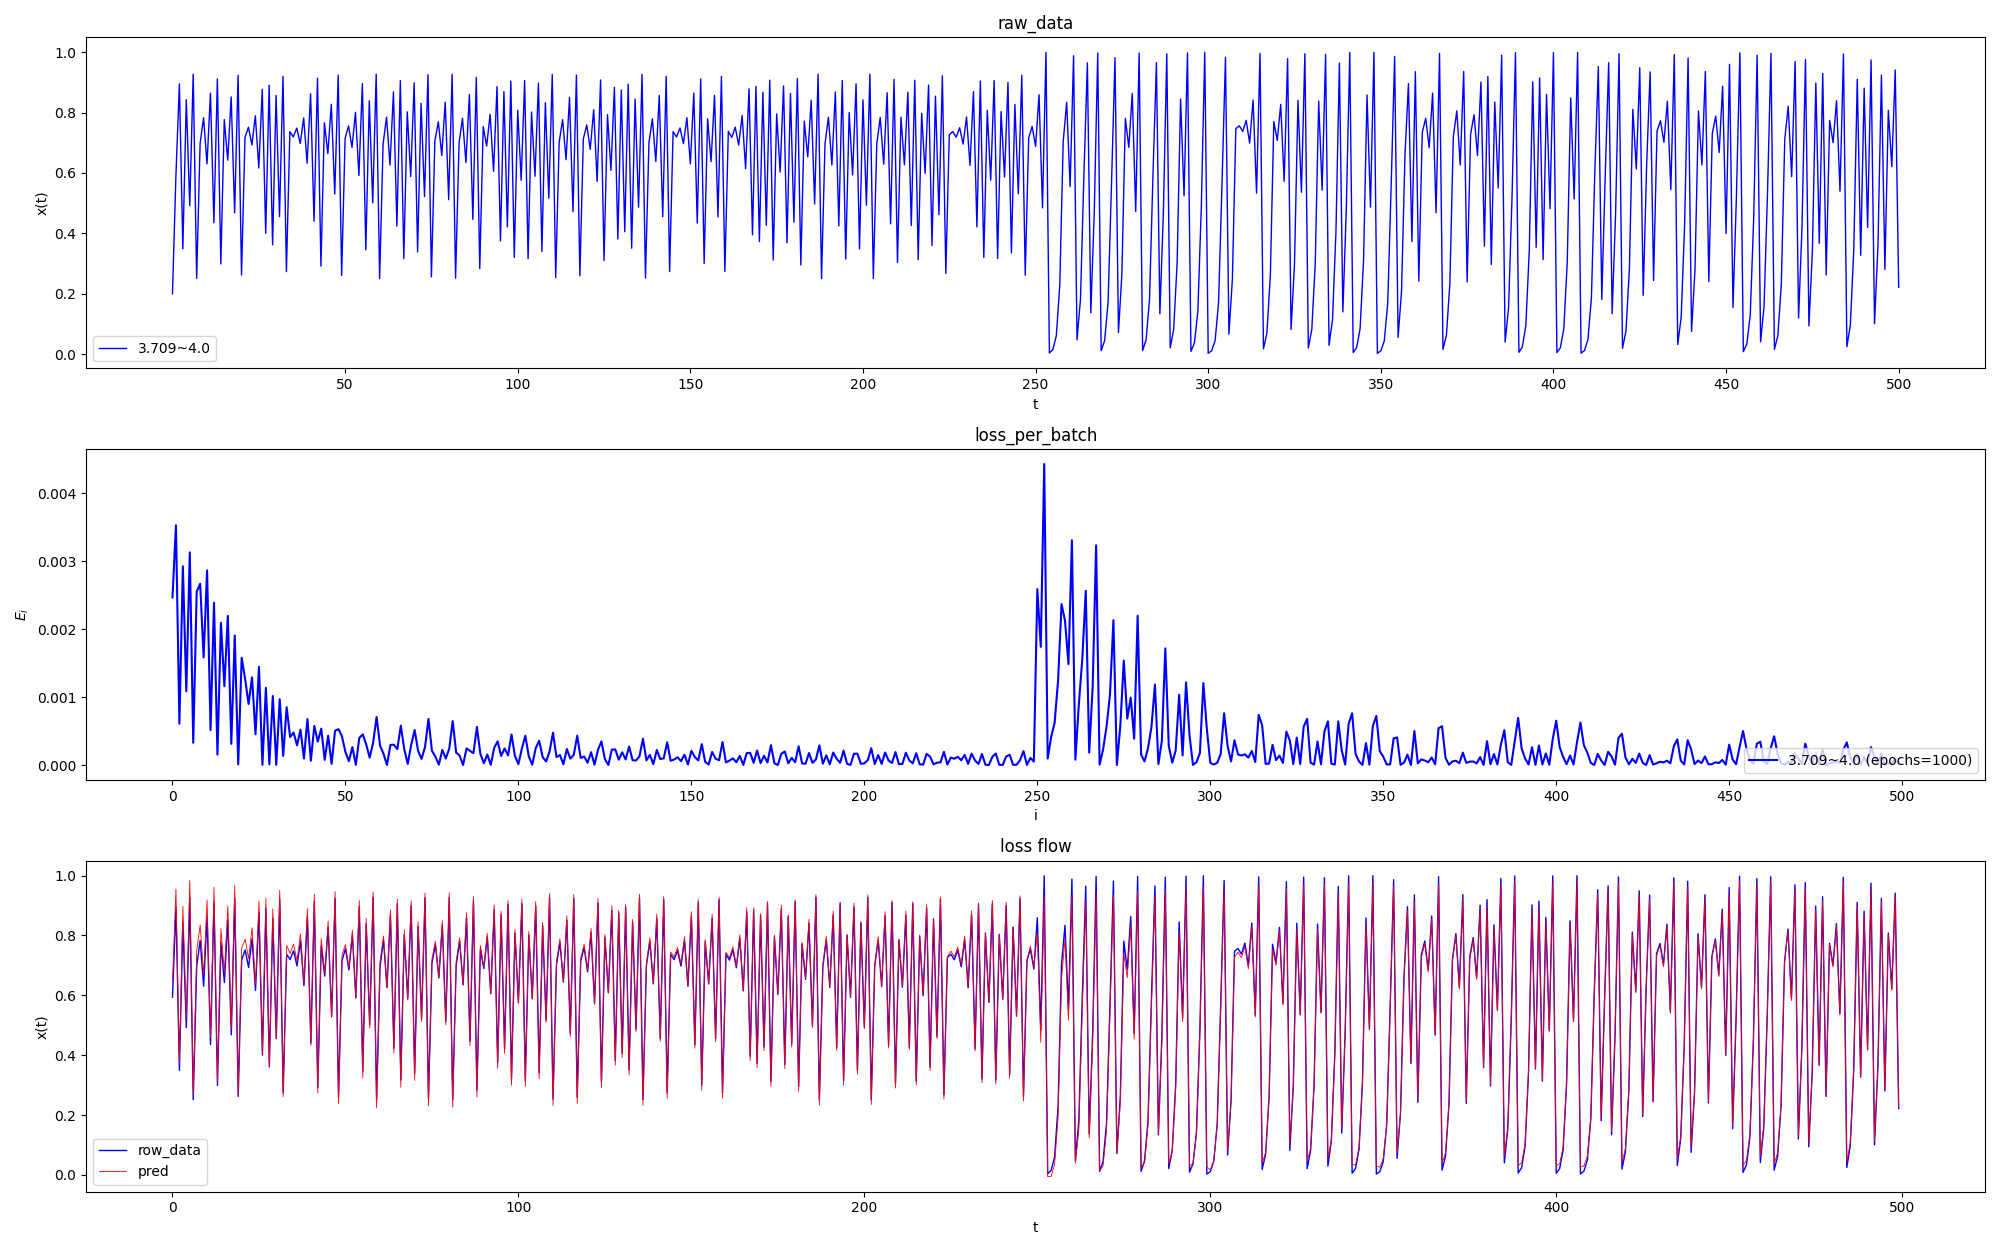 raw_data
1.0
0.8
0.6
0.4
0.2
0.0
x(t)
3.709~4.0
50 100 150 200 250 300 350 400 450 500
t
loss_per_batch
0.004
0.003
0.002
0.001
0.000
E_i
3.709~4.0 (epochs=1000)
0 50 100 150 200 250 300 350 400 450 500
i
loss flow
1.0
0.8
0.6
0.4
0.2
0.0
x(t)
row_data
pred
0 100 200 300 400 500
t